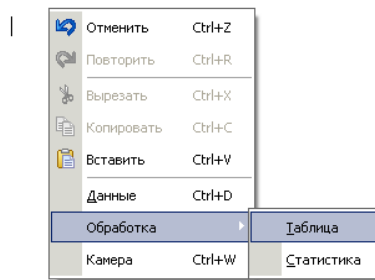 Отменить Ctrl+Z
Повторить Ctrl+R
Вырезать Ctrl+X
Копировать Ctrl+C
Вставить Ctrl+V
Данные Ctrl+D
Обработка Таблица
Камера Ctrl+W Статистика